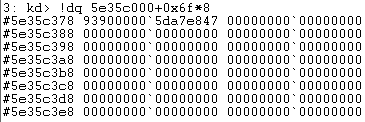 3: kd> !dq 5e35c000+0x6f*8
#5e35c378 93900000`5da7e847 00000000`00000000
#5e35c388 00000000`00000000 00000000`00000000
#5e35c398 00000000`00000000 00000000`00000000
#5e35c3a8 00000000`00000000 00000000`00000000
#5e35c3b8 00000000`00000000 00000000`00000000
#5e35c3c8 00000000`00000000 00000000`00000000
#5e35c3d8 00000000`00000000 00000000`00000000
#5e35c3e8 00000000`00000000 00000000`00000000